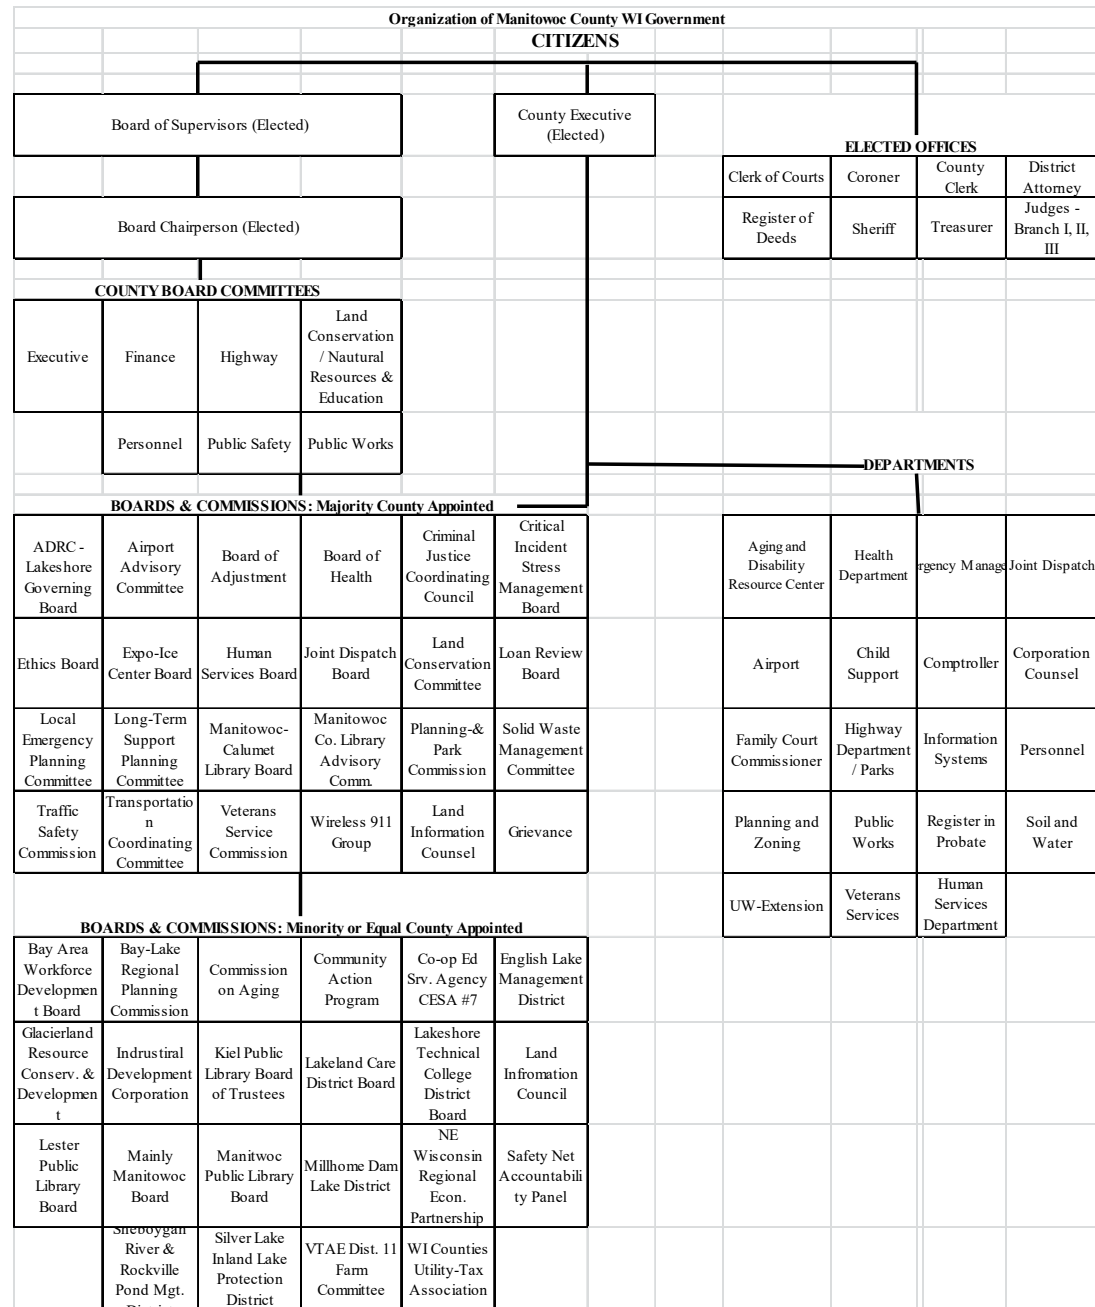 Organization of Manitowoc County WI Government
CITIZENS
Board of Supervisors (Elected)
County Executive
(Elected)
ELECTED OFFICES
Clerk of Courts
Coroner
County
Clerk
District
Attorney
Board Chairperson (Elected)
Register of
Deeds
Sheriff
Treasurer
Judges -
Branch I, II,
III
COUNTY BOARD COMMITTEES
Executive
Finance
Highway
Land
Conservation
/ Nautural
Resources &
Education
Personnel
Public Safety
Public Works
DEPARTMENTS
BOARDS & COMMISSIONS: Majority County Appointed
ADRC -
Lakeshore
Governing
Board
Airport
Advisory
Committee
Board of
Adjustment
Board of
Health
Criminal
Justice
Coordinating
Council
Critical
Incident
Stress
Management
Board
Ethics Board
Expo-Ice
Center Board
Human
Services Board
Joint Dispatch
Board
Land
Conservation
Committee
Loan Review
Board
Local
Emergency
Planning
Committee
Long-Term
Support
Planning
Committee
Manitowoc-
Calumet
Library Board
Manitowoc
Co. Library
Advisory
Comm.
Planning-&
Park
Commission
Solid Waste
Management
Committee
Traffic
Safety
Commission
Transportatio
n
Coordinating
Committee
Veterans
Service
Commission
Wireless 911
Group
Land
Information
Counsel
Grievance
Aging and
Disability
Resource Center
Health
Department
rgency Manage
Joint Dispatch
Airport
Child
Support
Comptroller
Corporation
Counsel
Family Court
Commissioner
Highway
Department
/ Parks
Information
Systems
Personnel
Planning and
Zoning
Public
Works
Register in
Probate
Soil and
Water
UW-Extension
Veterans
Services
Human
Services
Department
BOARDS & COMMISSIONS: Minority or Equal County Appointed
Bay Area
Workforce
Developmen
t Board
Bay-Lake
Regional
Planning
Commission
Commission
on Aging
Community
Action
Program
Co-op Ed
Srv. Agency
CESA #7
English Lake
Management
District
Glacierland
Resource
Conserv. &
Developmen
t
Indrustiral
Development
Corporation
Kiel Public
Library Board
of Trustees
Lakeland Care
District Board
Lakeshore
Technical
College
District
Board
Land
Infromation
Council
Lester
Public
Library
Board
Mainly
Manitowoc
Board
Manitwoc
Public Library
Board
Millhome Dam
Lake District
NE
Wisconsin
Regional
Econ.
Partnership
Safety Net
Accountabili
ty Panel
Sheboygan
River &
Rockville
Pond Mgt.
Silver Lake
Inland Lake
Protection
District
VTAE Dist. 11
Farm
Committee
WI Counties
Utility-Tax
Association